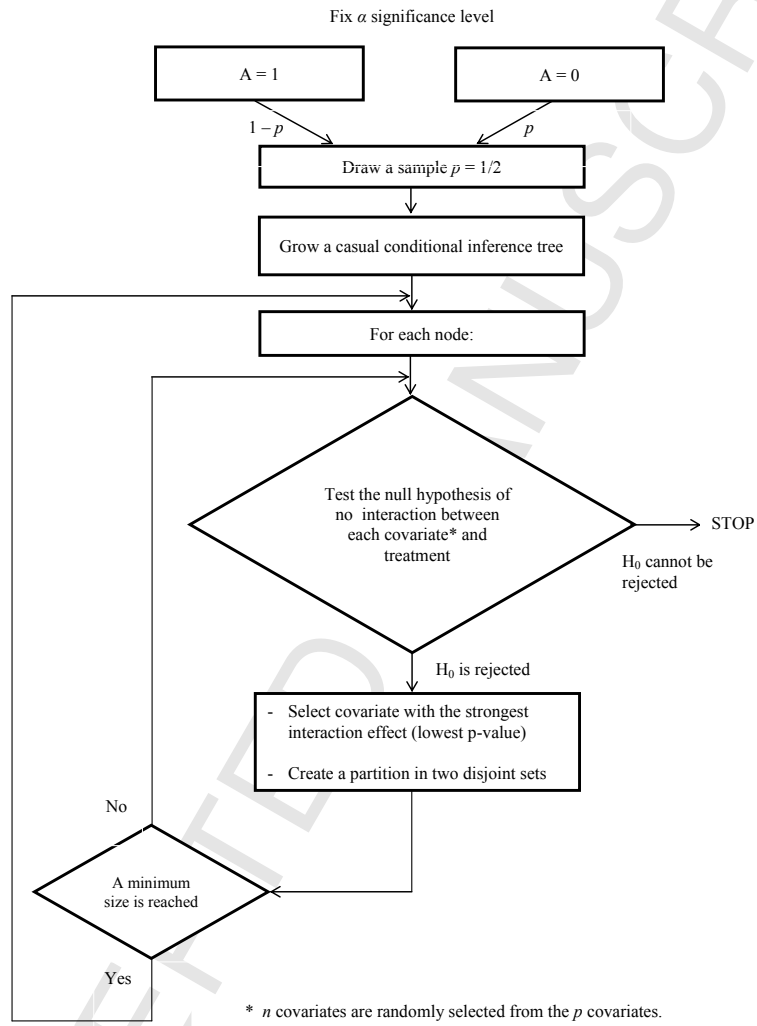 Fix α significance level
A = 1
A = 0
1 – p
p
Draw a sample p = 1/2
Grow a casual conditional inference tree
For each node:
Test the null hypothesis of
no interaction between
each covariate* and
treatment
STOP
H₀ cannot be
rejected
H₀ is rejected
- Select covariate with the strongest
interaction effect (lowest p-value)
- Create a partition in two disjoint sets
No
A minimum
size is reached
Yes
* n covariates are randomly selected from the p covariates.